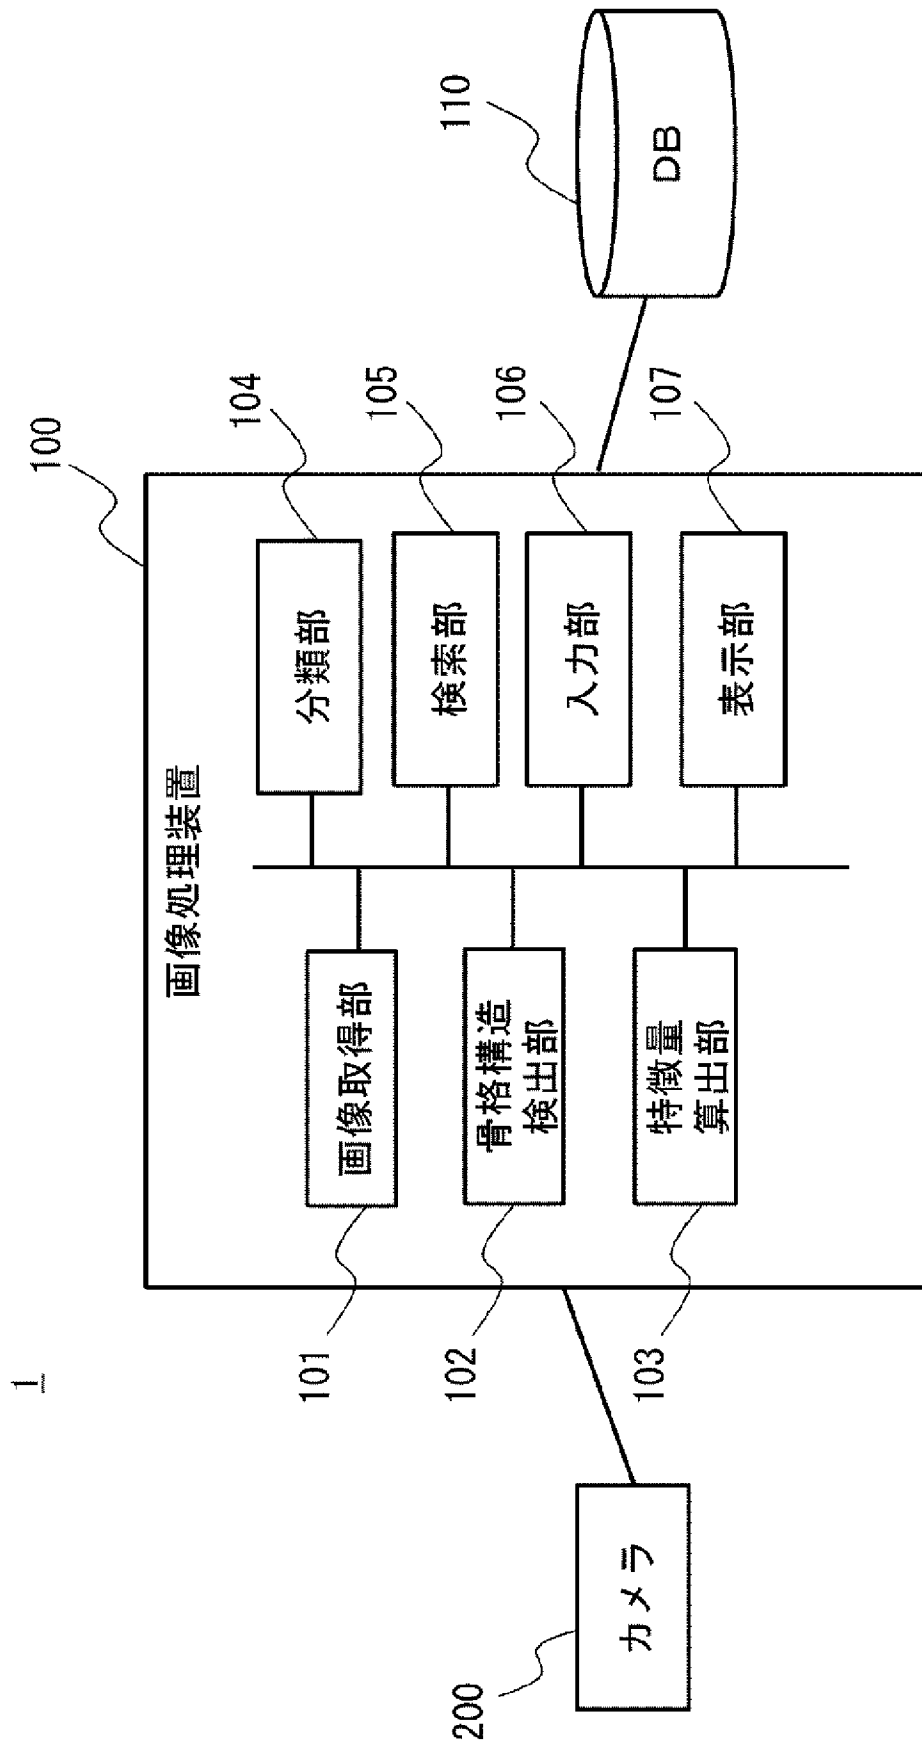 1
100
画像処理装置
101
画像取得部
102
骨格構造
検出部
103
特徴量
算出部
104
分類部
105
検索部
106
入力部
107
表示部
200
カメラ
110
DB